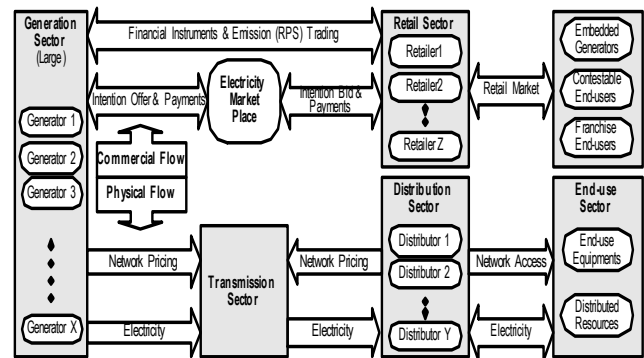 Generation
Sector
(Large)
Generator 1
Generator 2
Generator 3
Generator X
Financial Instruments & Emission (RPS) Trading
Intention Offer & Payments
Electricity
Market
Place
Intention Bid &
Payments
Commercial Flow
Physical Flow
Retail Sector
Retailer1
Retailer2
Retailer Z
Retail Market
Embedded
Generators
Contestable
End-users
Franchise
End-users
Network Pricing
Electricity
Transmission
Sector
Network Pricing
Electricity
Distribution
Sector
Distributor 1
Distributor 2
Distributor Y
Network Access
Electricity
End-use
Sector
End-use
Equipments
Distributed
Resources